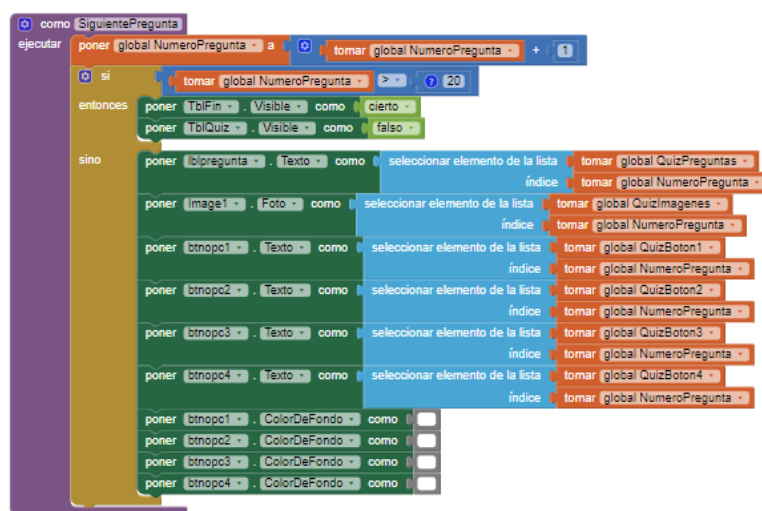 como SiguientePregunta
ejecutar poner global NumeroPregunta a tomar global NumeroPregunta + 1
si tomar global NumeroPregunta > 20
entonces poner TblFin . Visible como cierto
poner TblQuiz . Visible como falso
sino poner lblpregunta . Texto como seleccionar elemento de la lista tomar global QuizPreguntas
índice tomar global NumeroPregunta
poner Image1 . Foto como seleccionar elemento de la lista tomar global QuizImagenes
índice tomar global NumeroPregunta
poner btnopc1 . Texto como seleccionar elemento de la lista tomar global QuizBoton1
índice tomar global NumeroPregunta
poner btnopc2 . Texto como seleccionar elemento de la lista tomar global QuizBoton2
índice tomar global NumeroPregunta
poner btnopc3 . Texto como seleccionar elemento de la lista tomar global QuizBoton3
índice tomar global NumeroPregunta
poner btnopc4 . Texto como seleccionar elemento de la lista tomar global QuizBoton4
índice tomar global NumeroPregunta
poner btnopc1 . ColorDeFondo como
poner btnopc2 . ColorDeFondo como
poner btnopc3 . ColorDeFondo como
poner btnopc4 . ColorDeFondo como